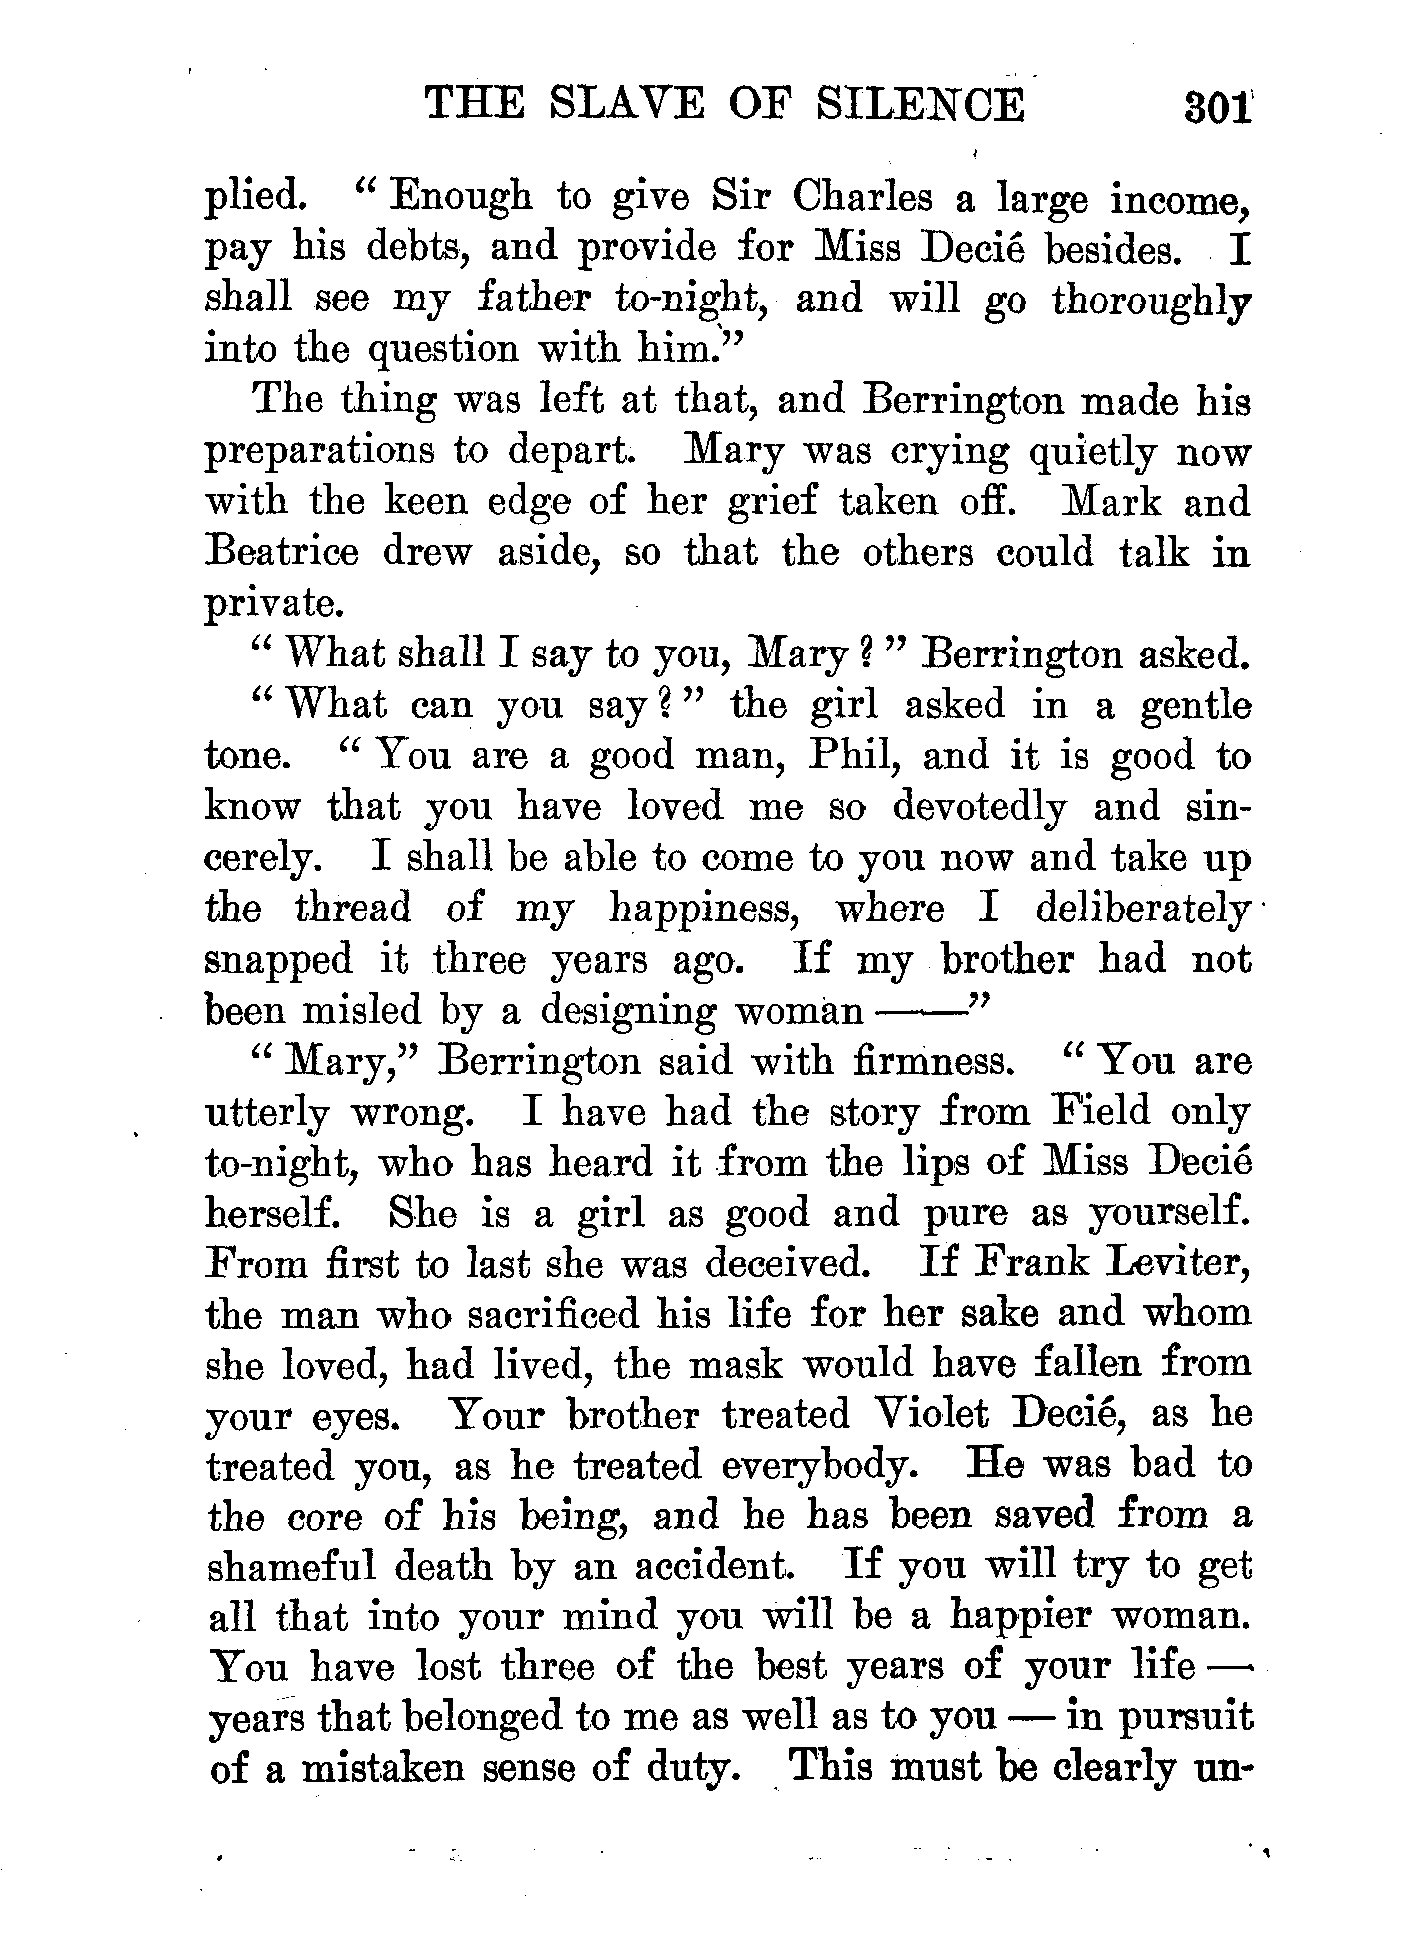 THE SLAVE OF SILENCE 301
plied. “ Enough to give Sir Charles a large income,
pay his debts, and provide for Miss Decié besides. I
shall see my father to-night, and will go thoroughly
into the question with him.”
The thing was left at that, and Berrington made his
preparations to depart. Mary was crying quietly now
with the keen edge of her grief taken off. Mark and
Beatrice drew aside, so that the others could talk in
private.
“ What shall I say to you, Mary ? ” Berrington asked.
“ What can you say ? ” the girl asked in a gentle
tone. “ You are a good man, Phil, and it is good to
know that you have loved me so devotedly and sin-
cerely. I shall be able to come to you now and take up
the thread of my happiness, where I deliberately
snapped it three years ago. If my brother had not
been misled by a designing woman ——”
“ Mary,” Berrington said with firmness. “ You are
utterly wrong. I have had the story from Field only
to-night, who has heard it from the lips of Miss Decié
herself. She is a girl as good and pure as yourself.
From first to last she was deceived. If Frank Leviter,
the man who sacrificed his life for her sake and whom
she loved, had lived, the mask would have fallen from
your eyes. Your brother treated Violet Decié, as he
treated you, as he treated everybody. He was bad to
the core of his being, and he has been saved from a
shameful death by an accident. If you will try to get
all that into your mind you will be a happier woman.
You have lost three of the best years of your life —
years that belonged to me as well as to you — in pursuit
of a mistaken sense of duty. This must be clearly un-